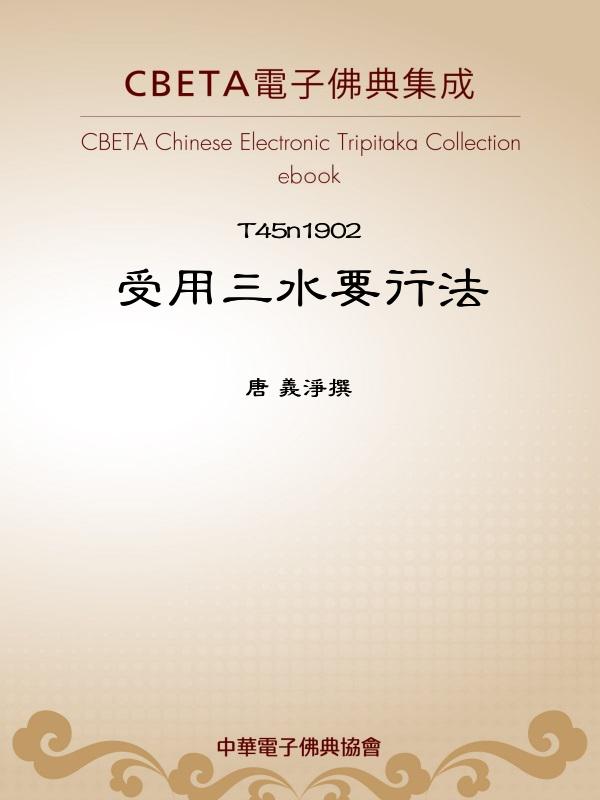 CBETA電子佛典集成
CBETA Chinese Electronic Tripitaka Collection
ebook
T45n1902
受用三水要行法
唐 義淨撰
中華電子佛典協會